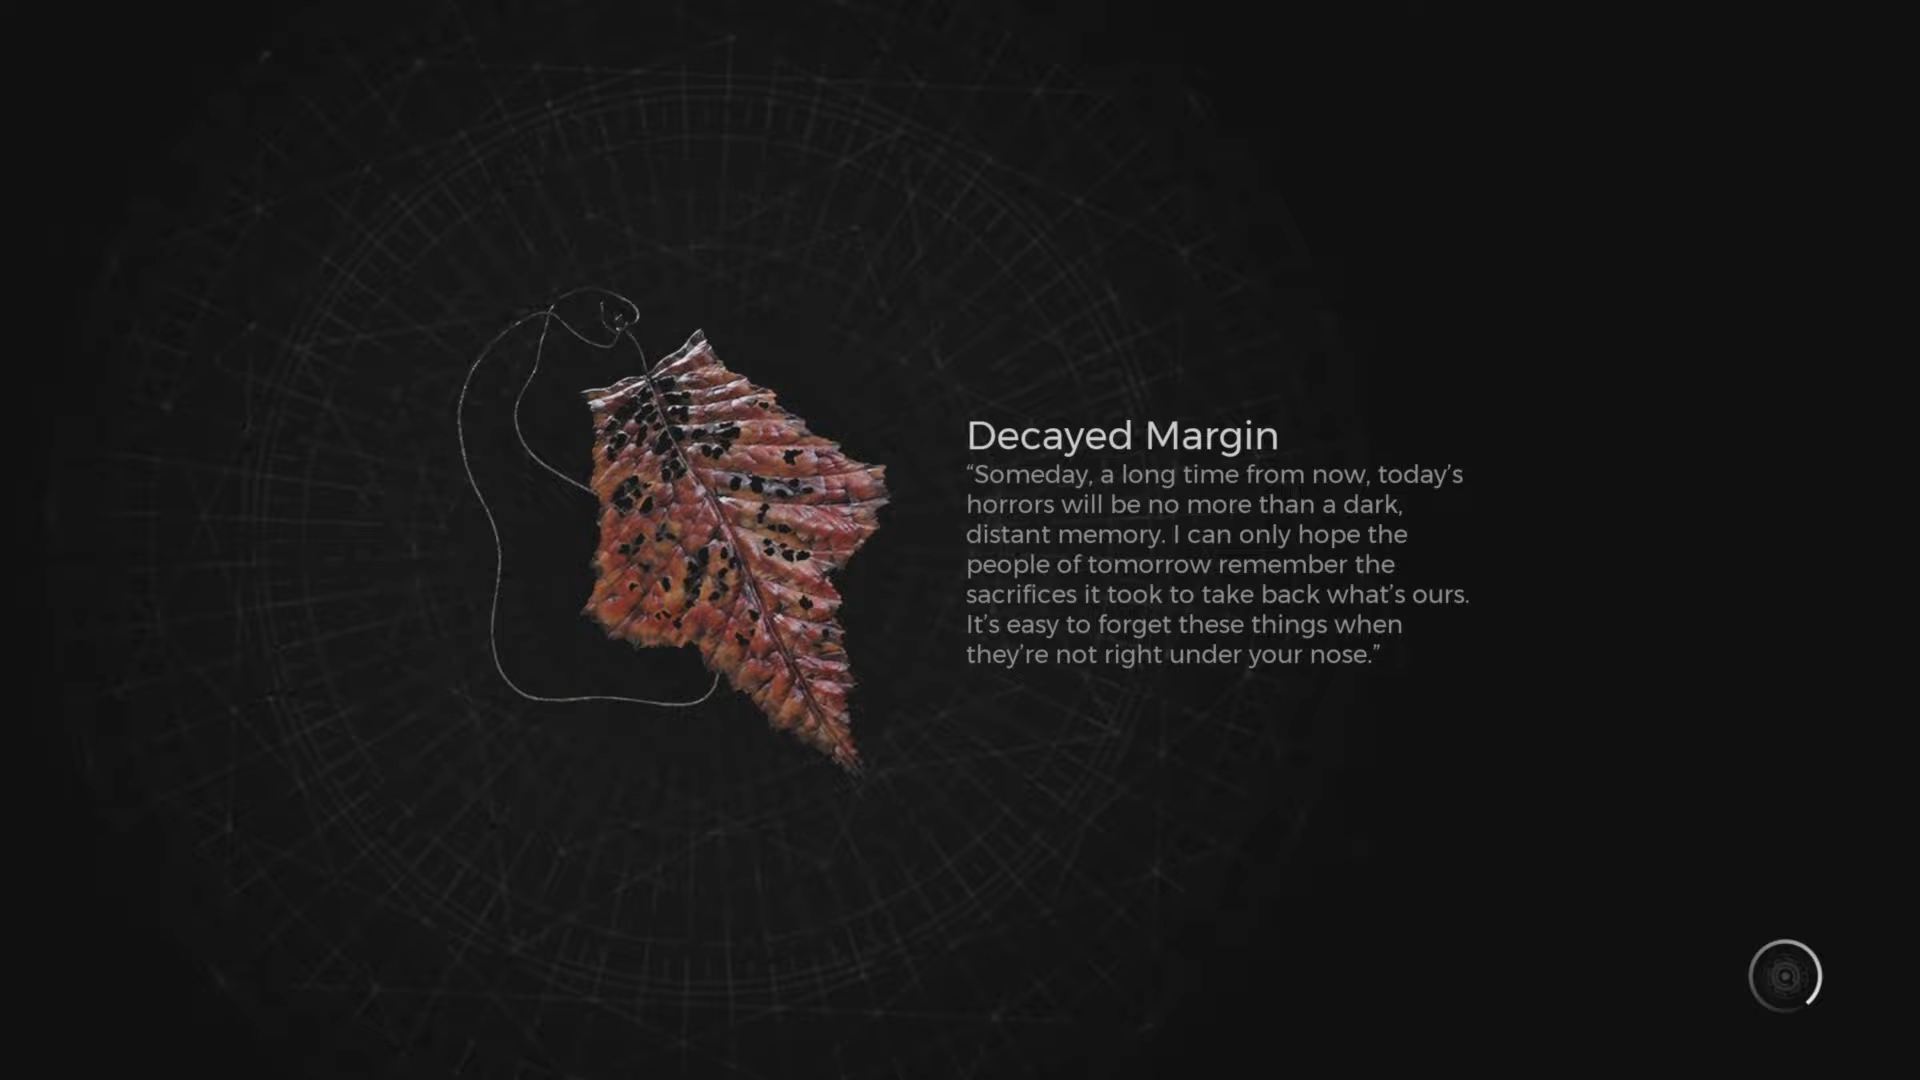 Decayed Margin
“Someday, a long time from now, today’s
horrors will be no more than a dark,
distant memory. I can only hope the
people of tomorrow remember the
sacrifices it took to take back what’s ours.
It’s easy to forget these things when
they’re not right under your nose.”